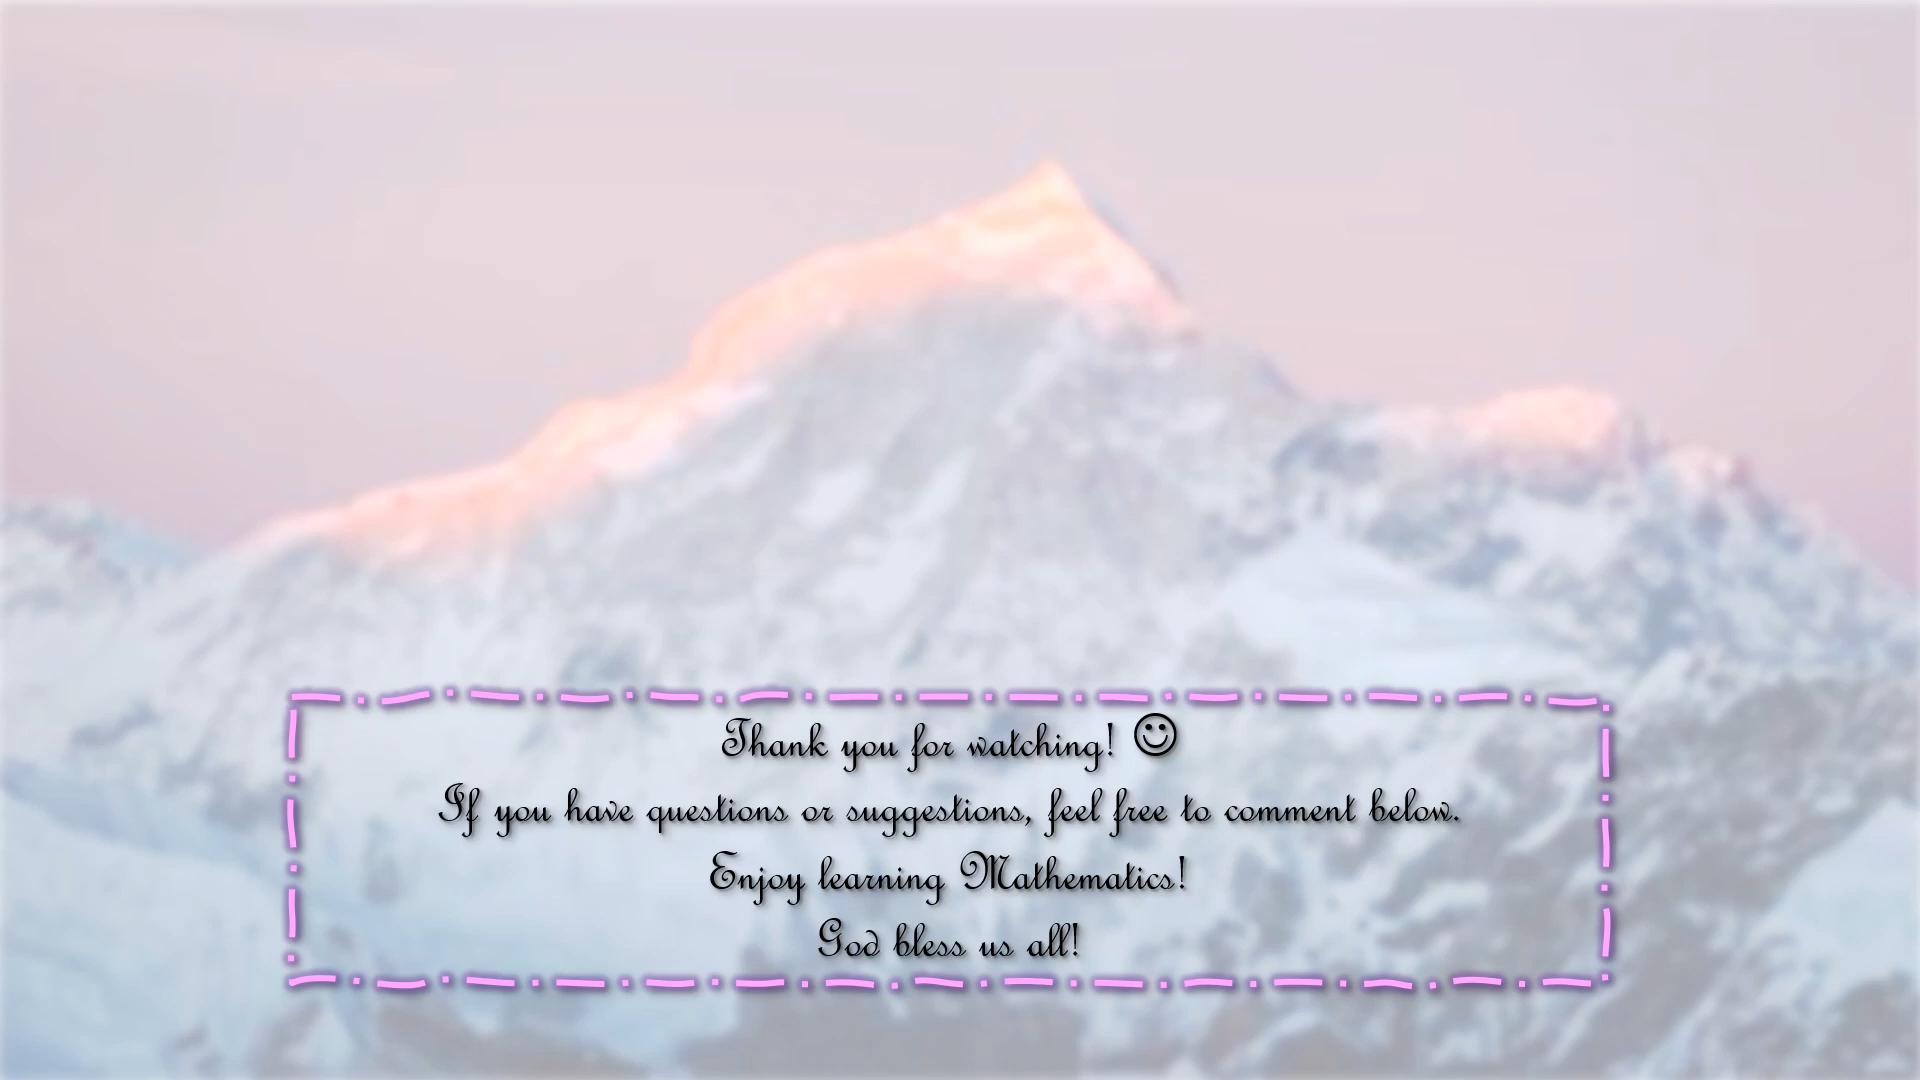 Thank you for watching! ☺
If you have questions or suggestions, feel free to comment below.
Enjoy learning Mathematics!
God bless us all!